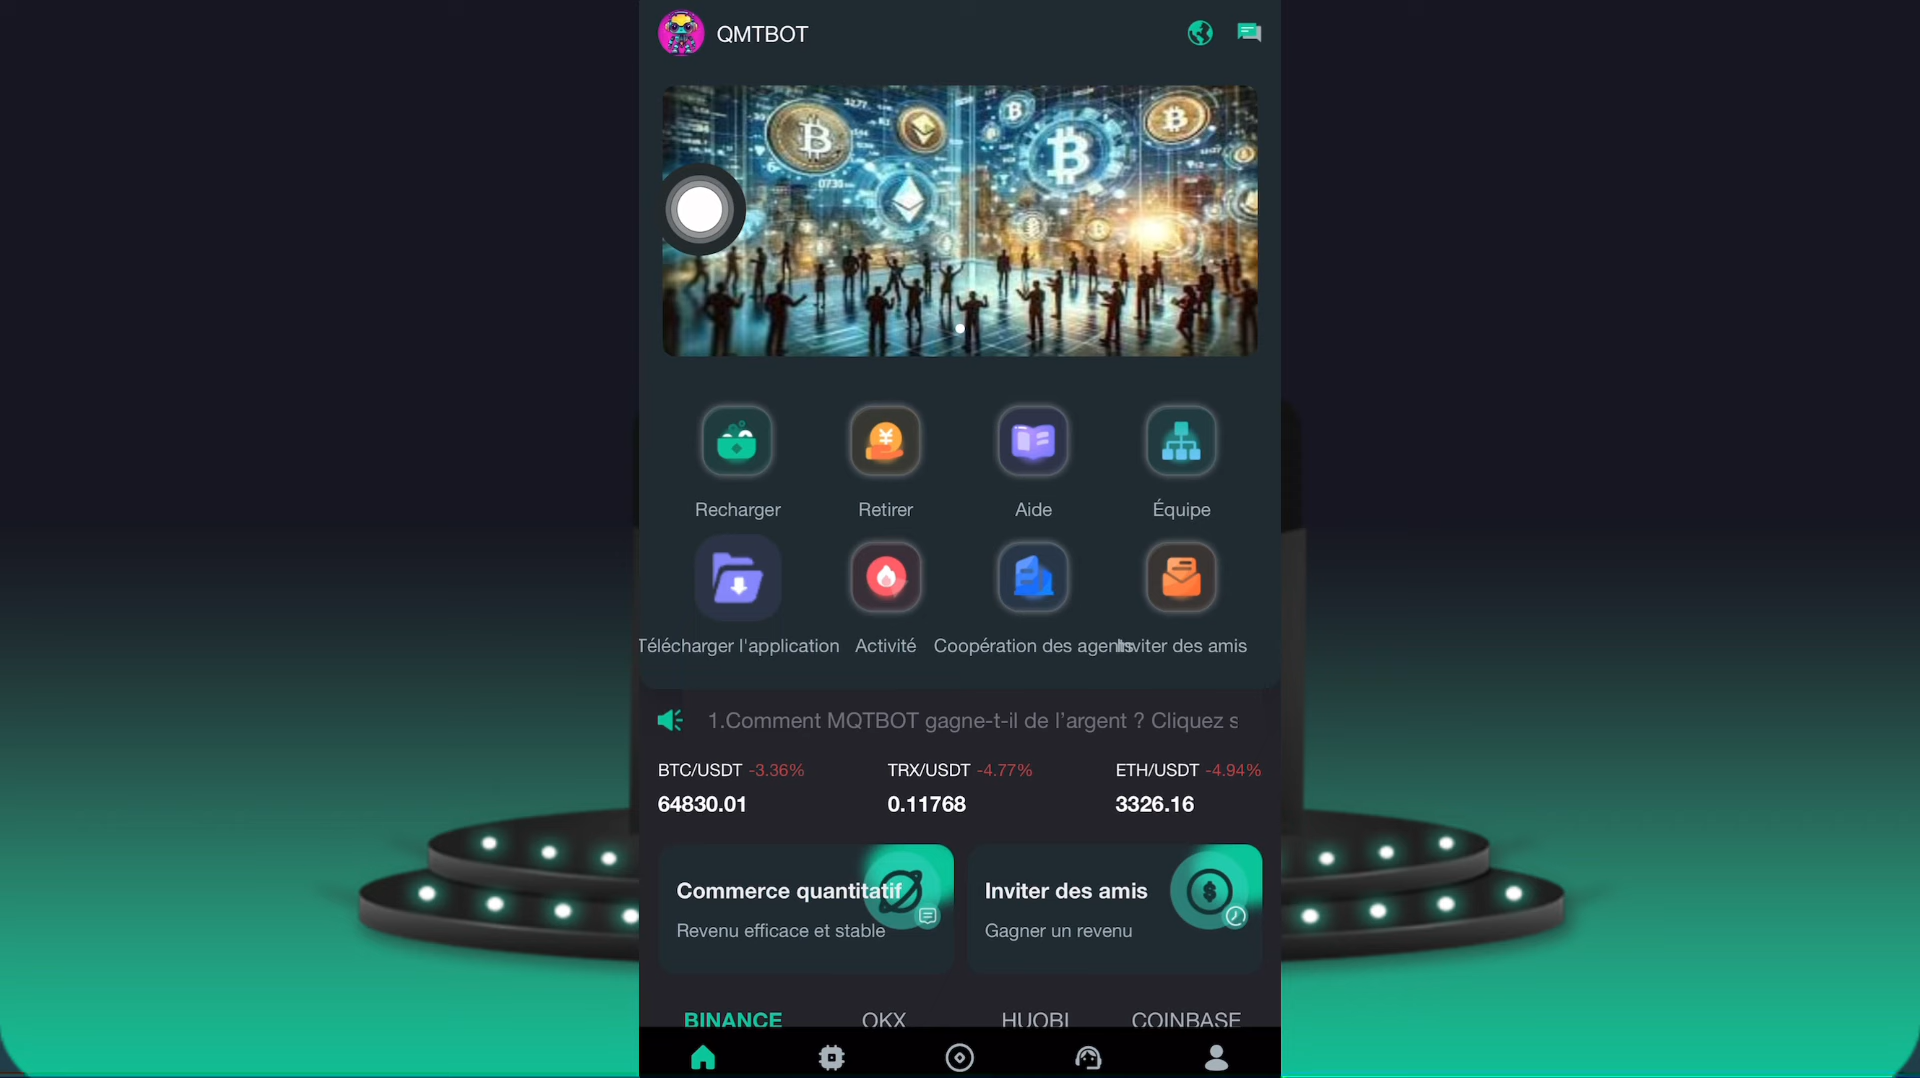 QMTBOT
Recharger
Retirer
Aide
Équipe
Télécharger l'application
Activité
Coopération des agents
Inviter des amis
1.Comment MQTBOT gagne-t-il de l’argent ? Cliquez s
BTC/USDT -3.36%
TRX/USDT -4.77%
ETH/USDT -4.94%
64830.01
0.11768
3326.16
Commerce quantitatif
Revenu efficace et stable
Inviter des amis
Gagner un revenu
BINANCE
OKX
HUOBI
COINBASE